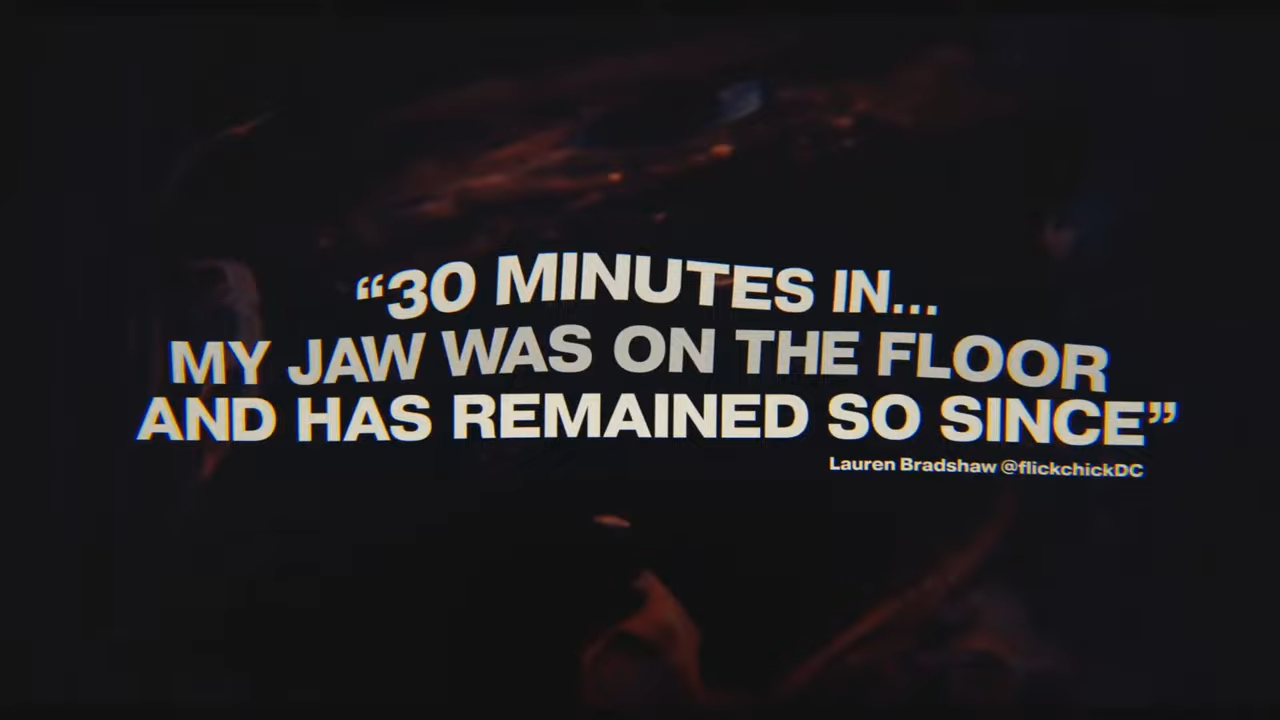 “30 MINUTES IN...
MY JAW WAS ON THE FLOOR
AND HAS REMAINED SO SINCE”
Lauren Bradshaw @flickchickDC